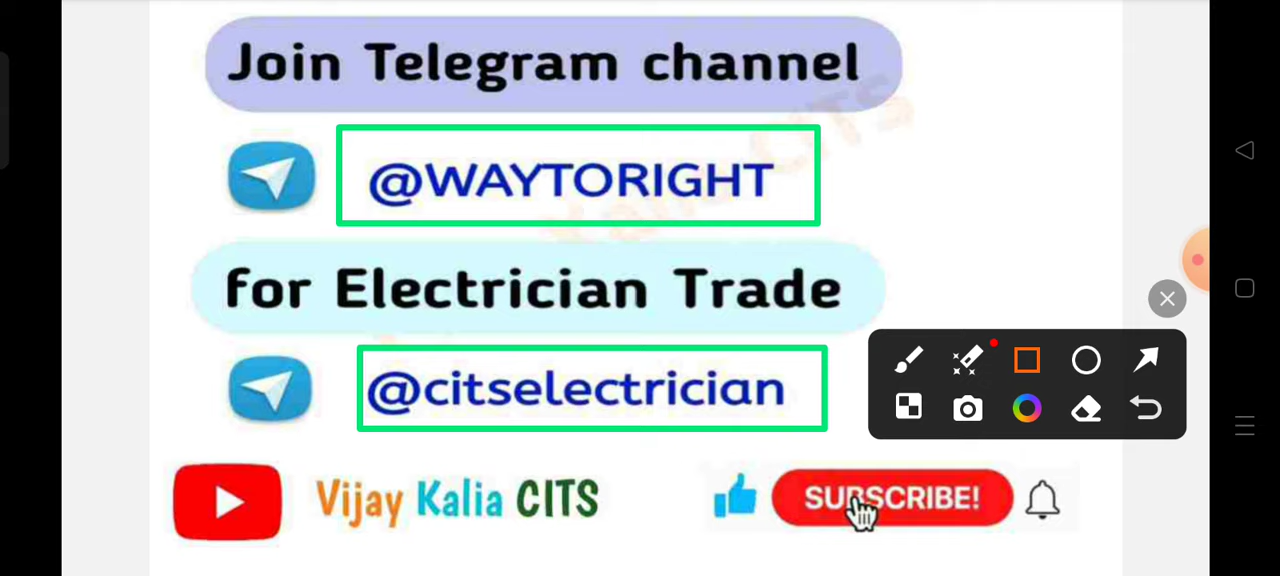 Join Telegram channel
@WAYTORIGHT
for Electrician Trade
@citselectrician
Vijay Kalia CITS
SUBSCRIBE!